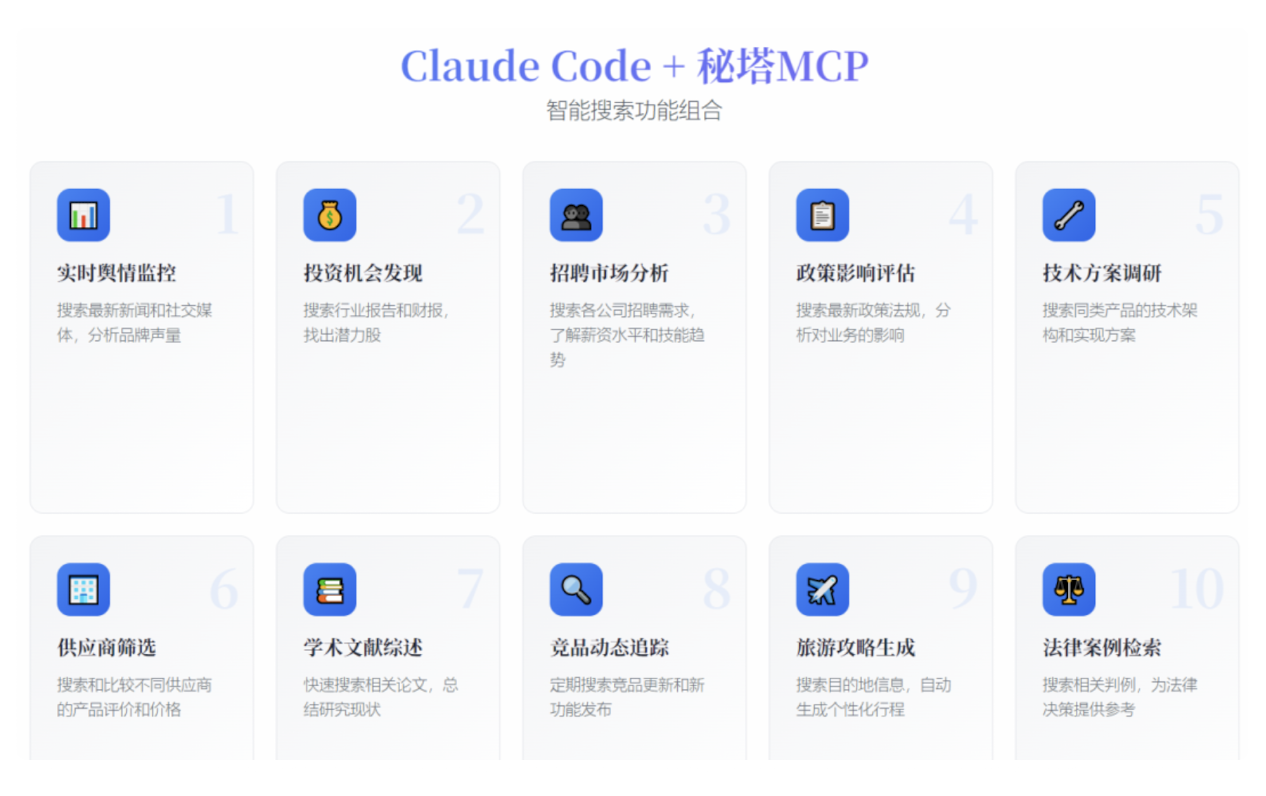 Claude Code + 秘塔MCP
智能搜索功能组合
1
实时舆情监控
搜索最新新闻和社交媒
体，分析品牌声量
2
投资机会发现
搜索行业报告和财报，
找出潜力股
3
招聘市场分析
搜索各公司招聘需求，
了解薪资水平和技能趋
势
4
政策影响评估
搜索最新政策法规，分
析对业务的影响
5
技术方案调研
搜索同类产品的技术架
构和实现方案
6
供应商筛选
搜索和比较不同供应商
的产品评价和价格
7
学术文献综述
快速搜索相关论文，总
结研究现状
8
竞品动态追踪
定期搜索竞品更新和新
功能发布
9
旅游攻略生成
搜索目的地信息，自动
生成个性化行程
10
法律案例检索
搜索相关判例，为法律
决策提供参考